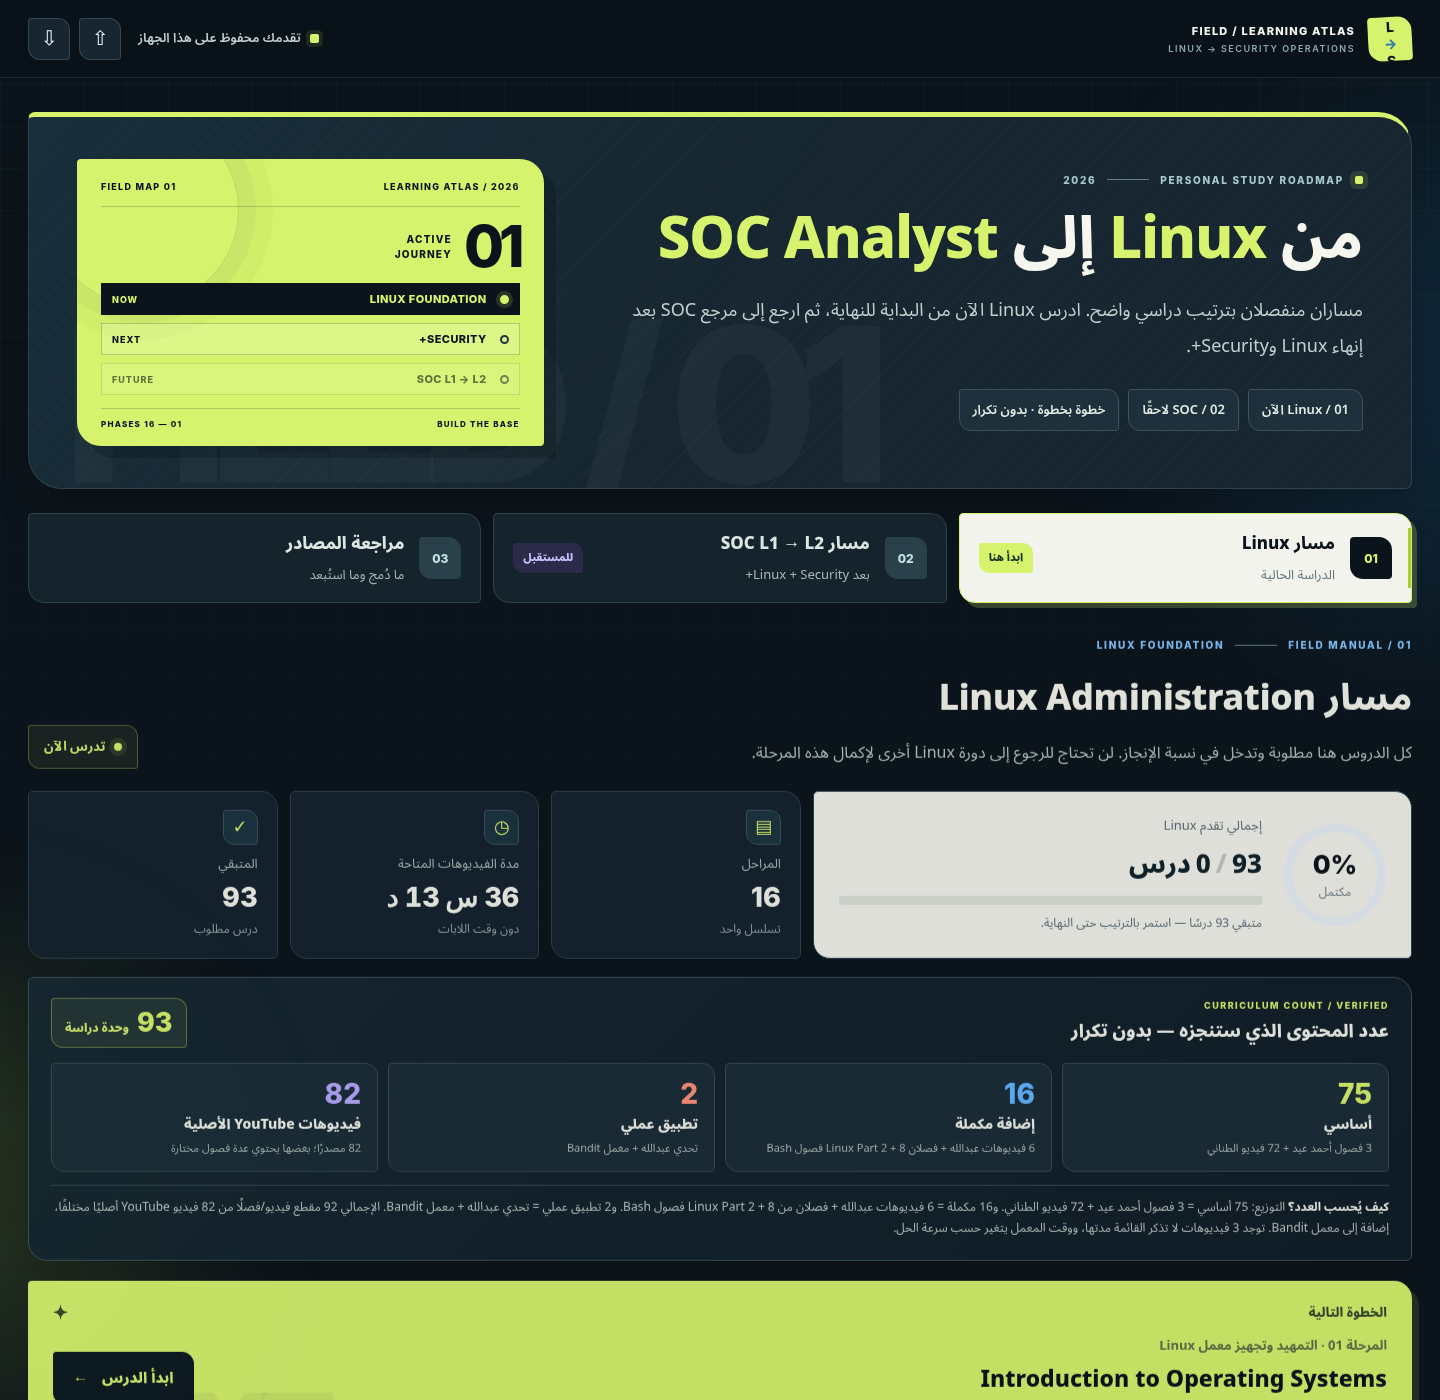 L
→
S
FIELD / LEARNING ATLAS
LINUX → SECURITY OPERATIONS
تقدمك محفوظ على هذا الجهاز
⇧
⇩
PERSONAL STUDY ROADMAP — 2026
من Linux إلى SOC Analyst
مساران منفصلان بترتيب دراسي واضح. ادرس Linux الآن من البداية للنهاية، ثم ارجع إلى مرجع SOC بعد
إنهاء Linux وSecurity+.
01 / Linux الآن
02 / SOC لاحقًا
خطوة بخطوة · بدون تكرار
LEARNING ATLAS / 2026
FIELD MAP 01
01
ACTIVE
JOURNEY
LINUX FOUNDATION
NOW
+SECURITY
NEXT
SOC L1 → L2
FUTURE
BUILD THE BASE
PHASES 16 — 01
FIELD/01
01
مسار Linux
الدراسة الحالية
ابدأ هنا
02
مسار SOC L1 → L2
بعد Linux + Security+
للمستقبل
03
مراجعة المصادر
ما دُمج وما استُبعد
FIELD MANUAL / 01 — LINUX FOUNDATION
مسار Linux Administration
كل الدروس هنا مطلوبة وتدخل في نسبة الإنجاز. لن تحتاج للرجوع إلى دورة Linux أخرى لإكمال هذه المرحلة.
تدرس الآن
0%
مكتمل
إجمالي تقدم Linux
93 / 0 درس
متبقي 93 درسًا — استمر بالترتيب حتى النهاية.
▤
المراحل
16
تسلسل واحد
◷
مدة الفيديوهات المتاحة
36 س 13 د
دون وقت اللابات
✓
المتبقي
93
درس مطلوب
CURRICULUM COUNT / VERIFIED
عدد المحتوى الذي ستنجزه — بدون تكرار
93 وحدة دراسة
75
أساسي
3 فصول أحمد عيد + 72 فيديو الطناني
16
إضافة مكملة
6 فيديوهات عبدالله + فصلان Linux Part 2 + 8 فصول Bash
2
تطبيق عملي
تحدي عبدالله + معمل Bandit
82
فيديوهات YouTube الأصلية
82 مصدرًا؛ بعضها يحتوي عدة فصول مختارة
كيف يُحسب العدد؟ التوزيع: 75 أساسي = 3 فصول أحمد عيد + 72 فيديو الطناني. و16 مكملة = 6 فيديوهات عبدالله + فصلان من Linux Part 2 + 8 فصول Bash. و2 تطبيق عملي = تحدي عبدالله + معمل Bandit. الإجمالي 92 مقطع فيديو/فصلًا من 82 فيديو YouTube أصليًا مختلفًا،
إضافة إلى معمل Bandit. توجد 3 فيديوهات لا تذكر القائمة مدتها، ووقت المعمل يتغير حسب سرعة الحل.
الخطوة التالية
✦
المرحلة 01 · التمهيد وتجهيز معمل Linux
Introduction to Operating Systems
ابدأ الدرس ←